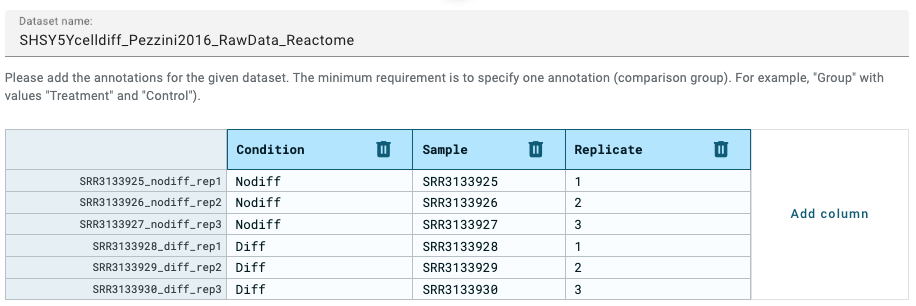 Dataset name:
SHSY5Ycelldiff_Pezzini2016_RawData_Reactome
Please add the annotations for the given dataset. The minimum requirement is to specify one annotation (comparison group). For example, "Group" with
values "Treatment" and "Control").
Condition Sample Replicate
SRR3133925_nodiff_rep1 Nodiff SRR3133925 1
SRR3133926_nodiff_rep2 Nodiff SRR3133926 2
SRR3133927_nodiff_rep3 Nodiff SRR3133927 3
Add column
SRR3133928_diff_rep1 Diff SRR3133928 1
SRR3133929_diff_rep2 Diff SRR3133929 2
SRR3133930_diff_rep3 Diff SRR3133930 3